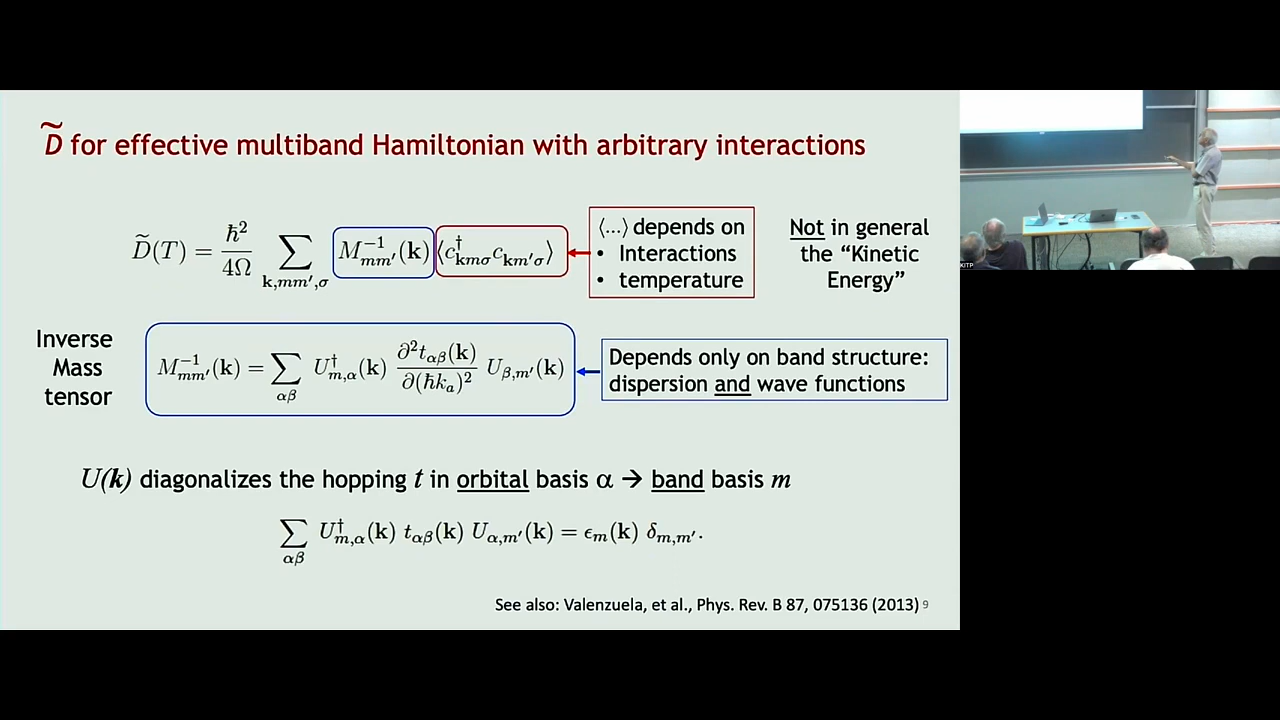 D̃ for effective multiband Hamiltonian with arbitrary interactions
D̃(T) = ħ²/4Ω ∑_{k,mm′,σ} M⁻¹_{mm′}(k) ⟨c†_{kmσ} c_{km′σ}⟩
⟨...⟩ depends on
• Interactions
• temperature
Not in general
the “Kinetic
Energy”
Inverse
Mass
tensor
M⁻¹_{mm′}(k) = ∑_{αβ} U†_{m,α}(k) ∂²t_{αβ}(k)/∂(ħk_a)² U_{β,m′}(k)
Depends only on band structure:
dispersion and wave functions
U(k) diagonalizes the hopping t in orbital basis α → band basis m
∑_{αβ} U†_{m,α}(k) t_{αβ}(k) U_{α,m′}(k) = ϵ_m(k) δ_{m,m′}.
See also: Valenzuela, et al., Phys. Rev. B 87, 075136 (2013) 9
KITP